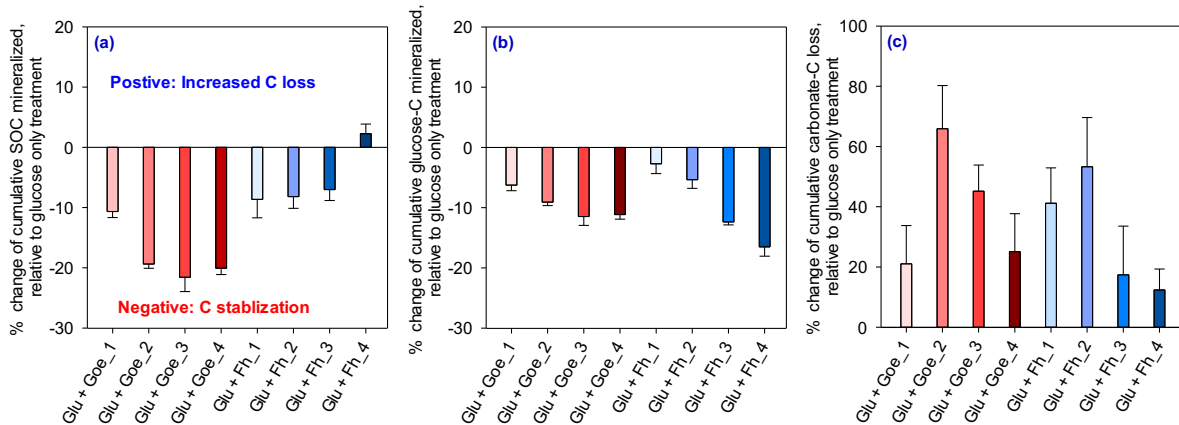 % change of cumulative SOC mineralized,
relative to glucose only treatment
20
10
0
-10
-20
-30
(a)
Postive: Increased C loss
Negative: C stablization
Glu + Goe_1
Glu + Goe_2
Glu + Goe_3
Glu + Goe_4
Glu + Fh_1
Glu + Fh_2
Glu + Fh_3
Glu + Fh_4
% change of cumulative glucose-C mineralized,
relative to glucose only treatment
20
10
0
-10
-20
-30
(b)
Glu + Goe_1
Glu + Goe_2
Glu + Goe_3
Glu + Goe_4
Glu + Fh_1
Glu + Fh_2
Glu + Fh_3
Glu + Fh_4
% change of cumulative carbonate-C loss,
relative to glucose only treatment
100
80
60
40
20
0
(c)
Glu + Goe_1
Glu + Goe_2
Glu + Goe_3
Glu + Goe_4
Glu + Fh_1
Glu + Fh_2
Glu + Fh_3
Glu + Fh_4